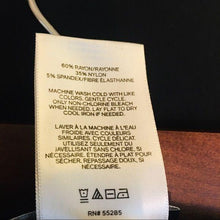 60% RAYON/RAYONNE
35% NYLON
5% SPANDEX/FIBRE ÉLASTHANNE
MACHINE WASH COLD WITH LIKE
COLORS, GENTLE CYCLE.
ONLY NON-CHLORINE BLEACH
WHEN NEEDED. LAY FLAT TO DRY
COOL IRON IF NEEDED.
LAVER À LA MACHINE À L'EAU
FROIDE AVEC COULEURS
SIMILAIRES, CYCLE DÉLICAT.
UTILISEZ SEULEMENT DU
JAVELLISANT SANS CHLORE, SI
NÉCESSAIRE. ÉTENDRE À PLAT POUR
SÉCHER. REPASSAGE DOUX, SI
NÉCESSAIRE.
RN# 55285